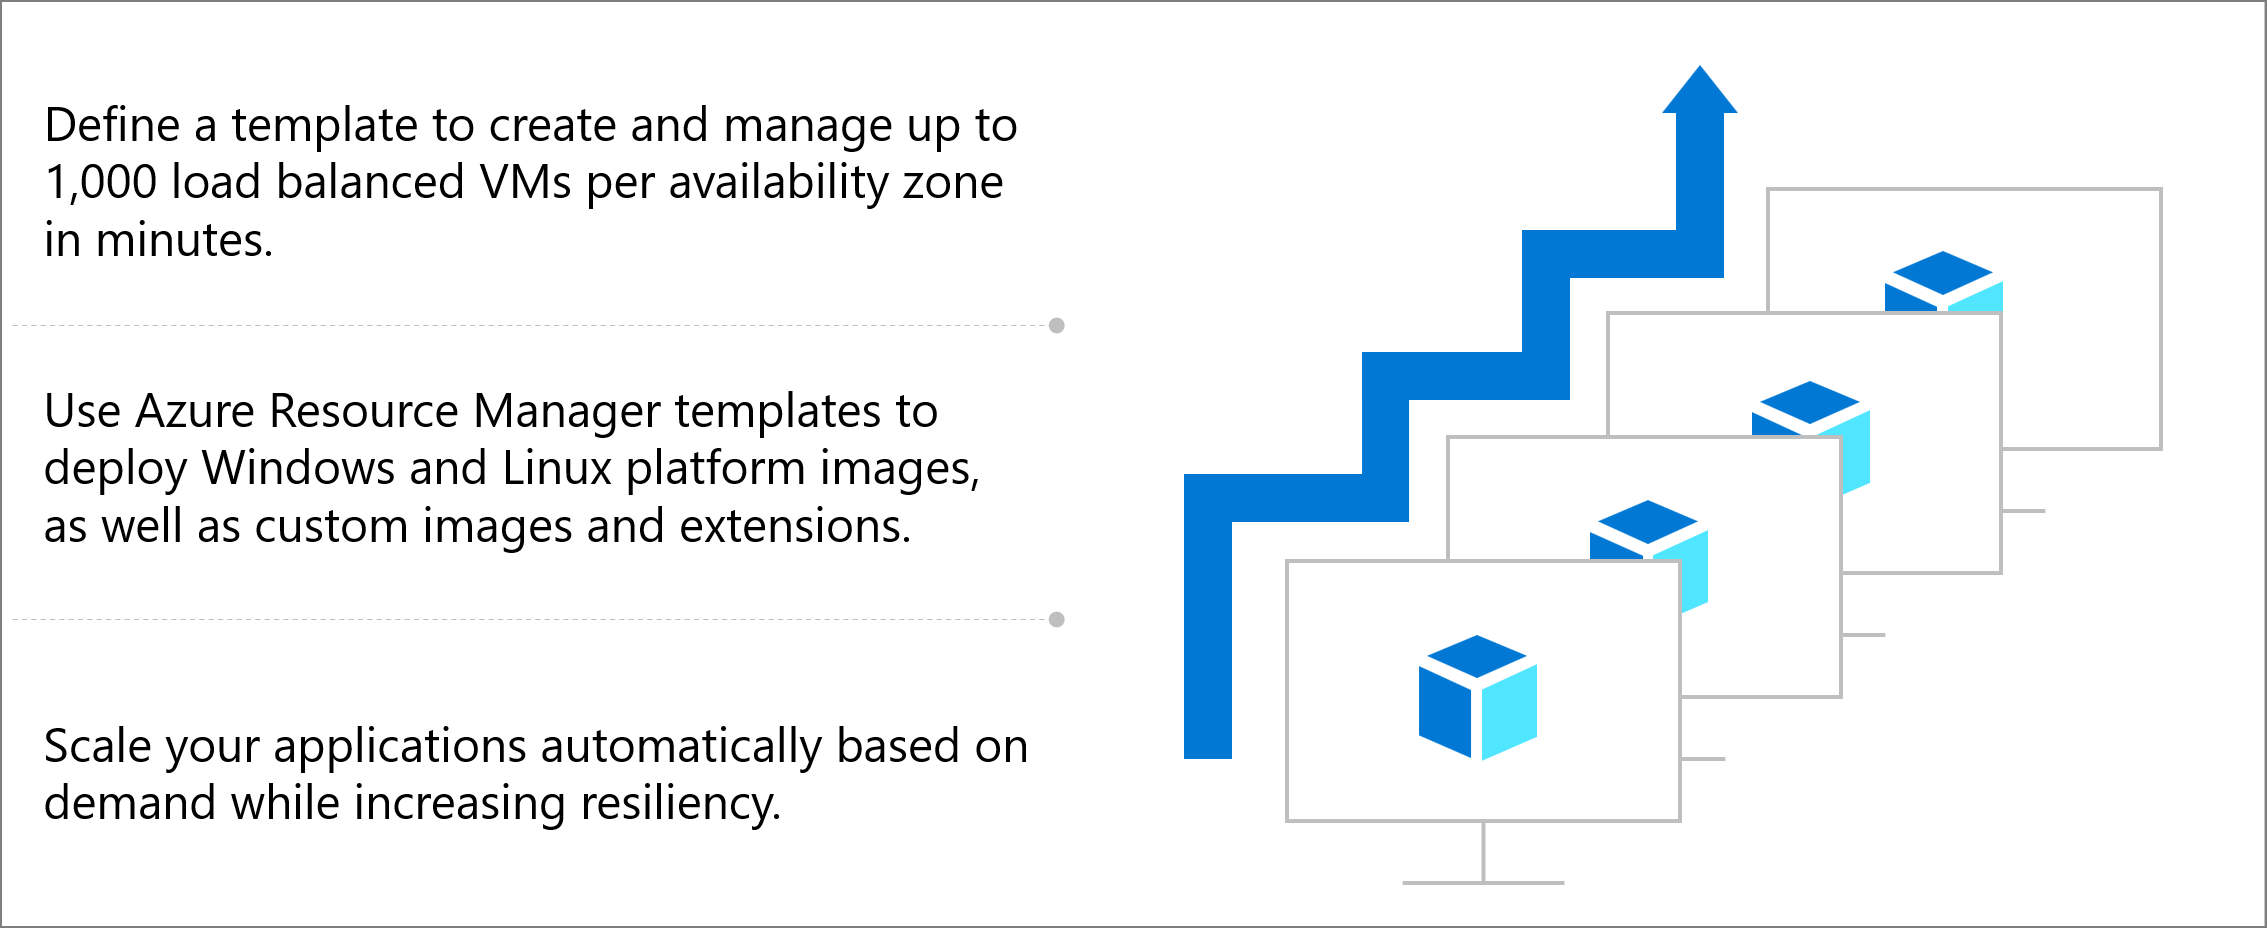 Define a template to create and manage up to
1,000 load balanced VMs per availability zone
in minutes.
Use Azure Resource Manager templates to
deploy Windows and Linux platform images,
as well as custom images and extensions.
Scale your applications automatically based on
demand while increasing resiliency.